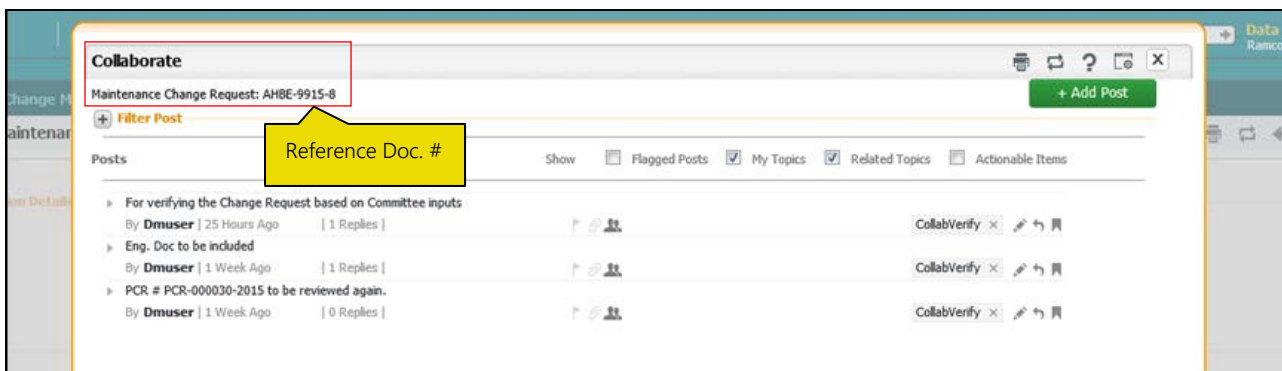 Data
Ramco
Collaborate
Maintenance Change Request: AHBE-9915-8
+ Add Post
Change M
Filter Post
aintenan
Reference Doc. #
Posts Show Flagged Posts My Topics Related Topics Actionable Items
on Details
For verifying the Change Request based on Committee inputs
By Dmuser | 25 Hours Ago | 1 Replies | CollabVerify ×
Eng. Doc to be included
By Dmuser | 1 Week Ago | 1 Replies | CollabVerify ×
PCR # PCR-000030-2015 to be reviewed again.
By Dmuser | 1 Week Ago | 0 Replies | CollabVerify ×